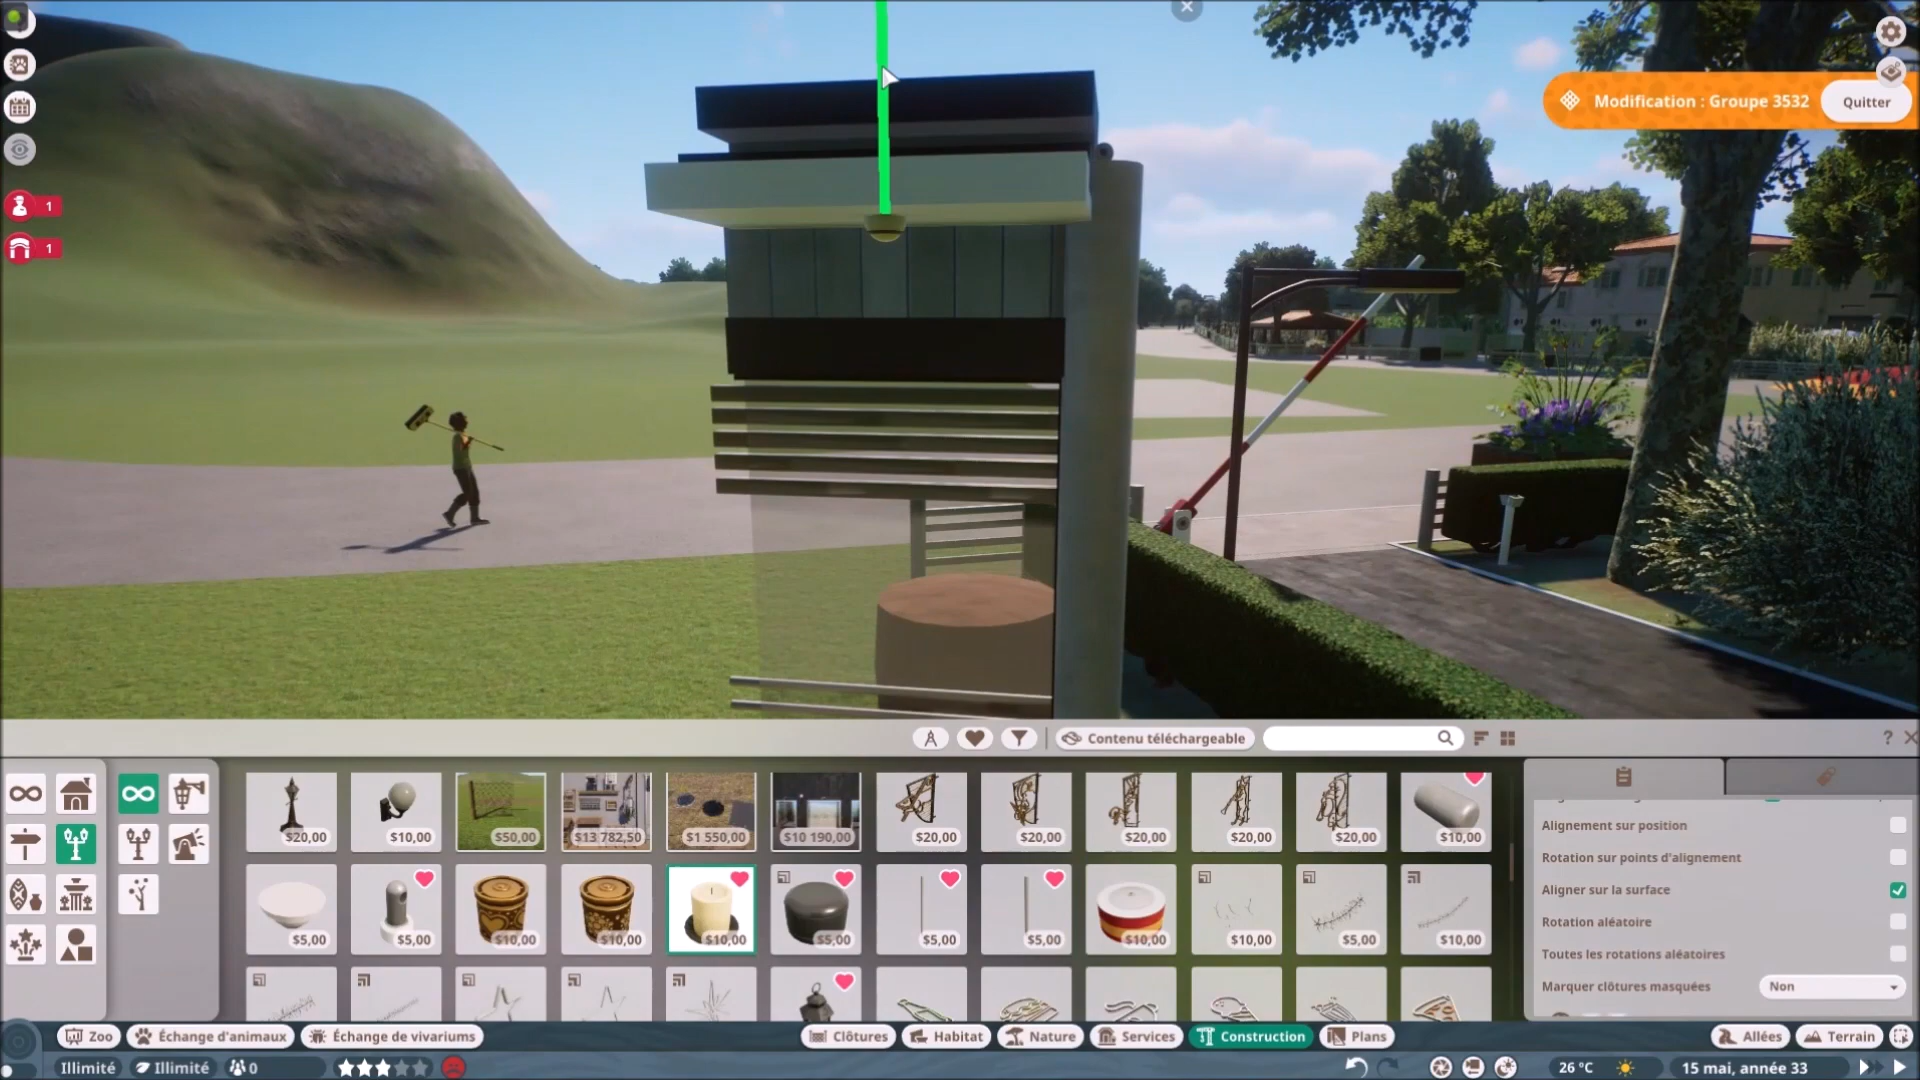 Modification : Groupe 3532
Quitter
1
1
Contenu téléchargeable
?
$20,00
$10,00
$50,00
$13 782,50
$1 550,00
$10 190,00
$20,00
$20,00
$20,00
$20,00
$20,00
$10,00
$5,00
$5,00
$10,00
$10,00
$10,00
$5,00
$5,00
$5,00
$10,00
$10,00
$5,00
$10,00
Alignement sur position
Rotation sur points d'alignement
Aligner sur la surface
Rotation aléatoire
Toutes les rotations aléatoires
Marquer clôtures masquées
Non
Zoo
Échange d'animaux
Échange de vivariums
Clôtures
Habitat
Nature
Services
Construction
Plans
Allées
Terrain
Illimité
Illimité
0
26 °C
15 mai, année 33